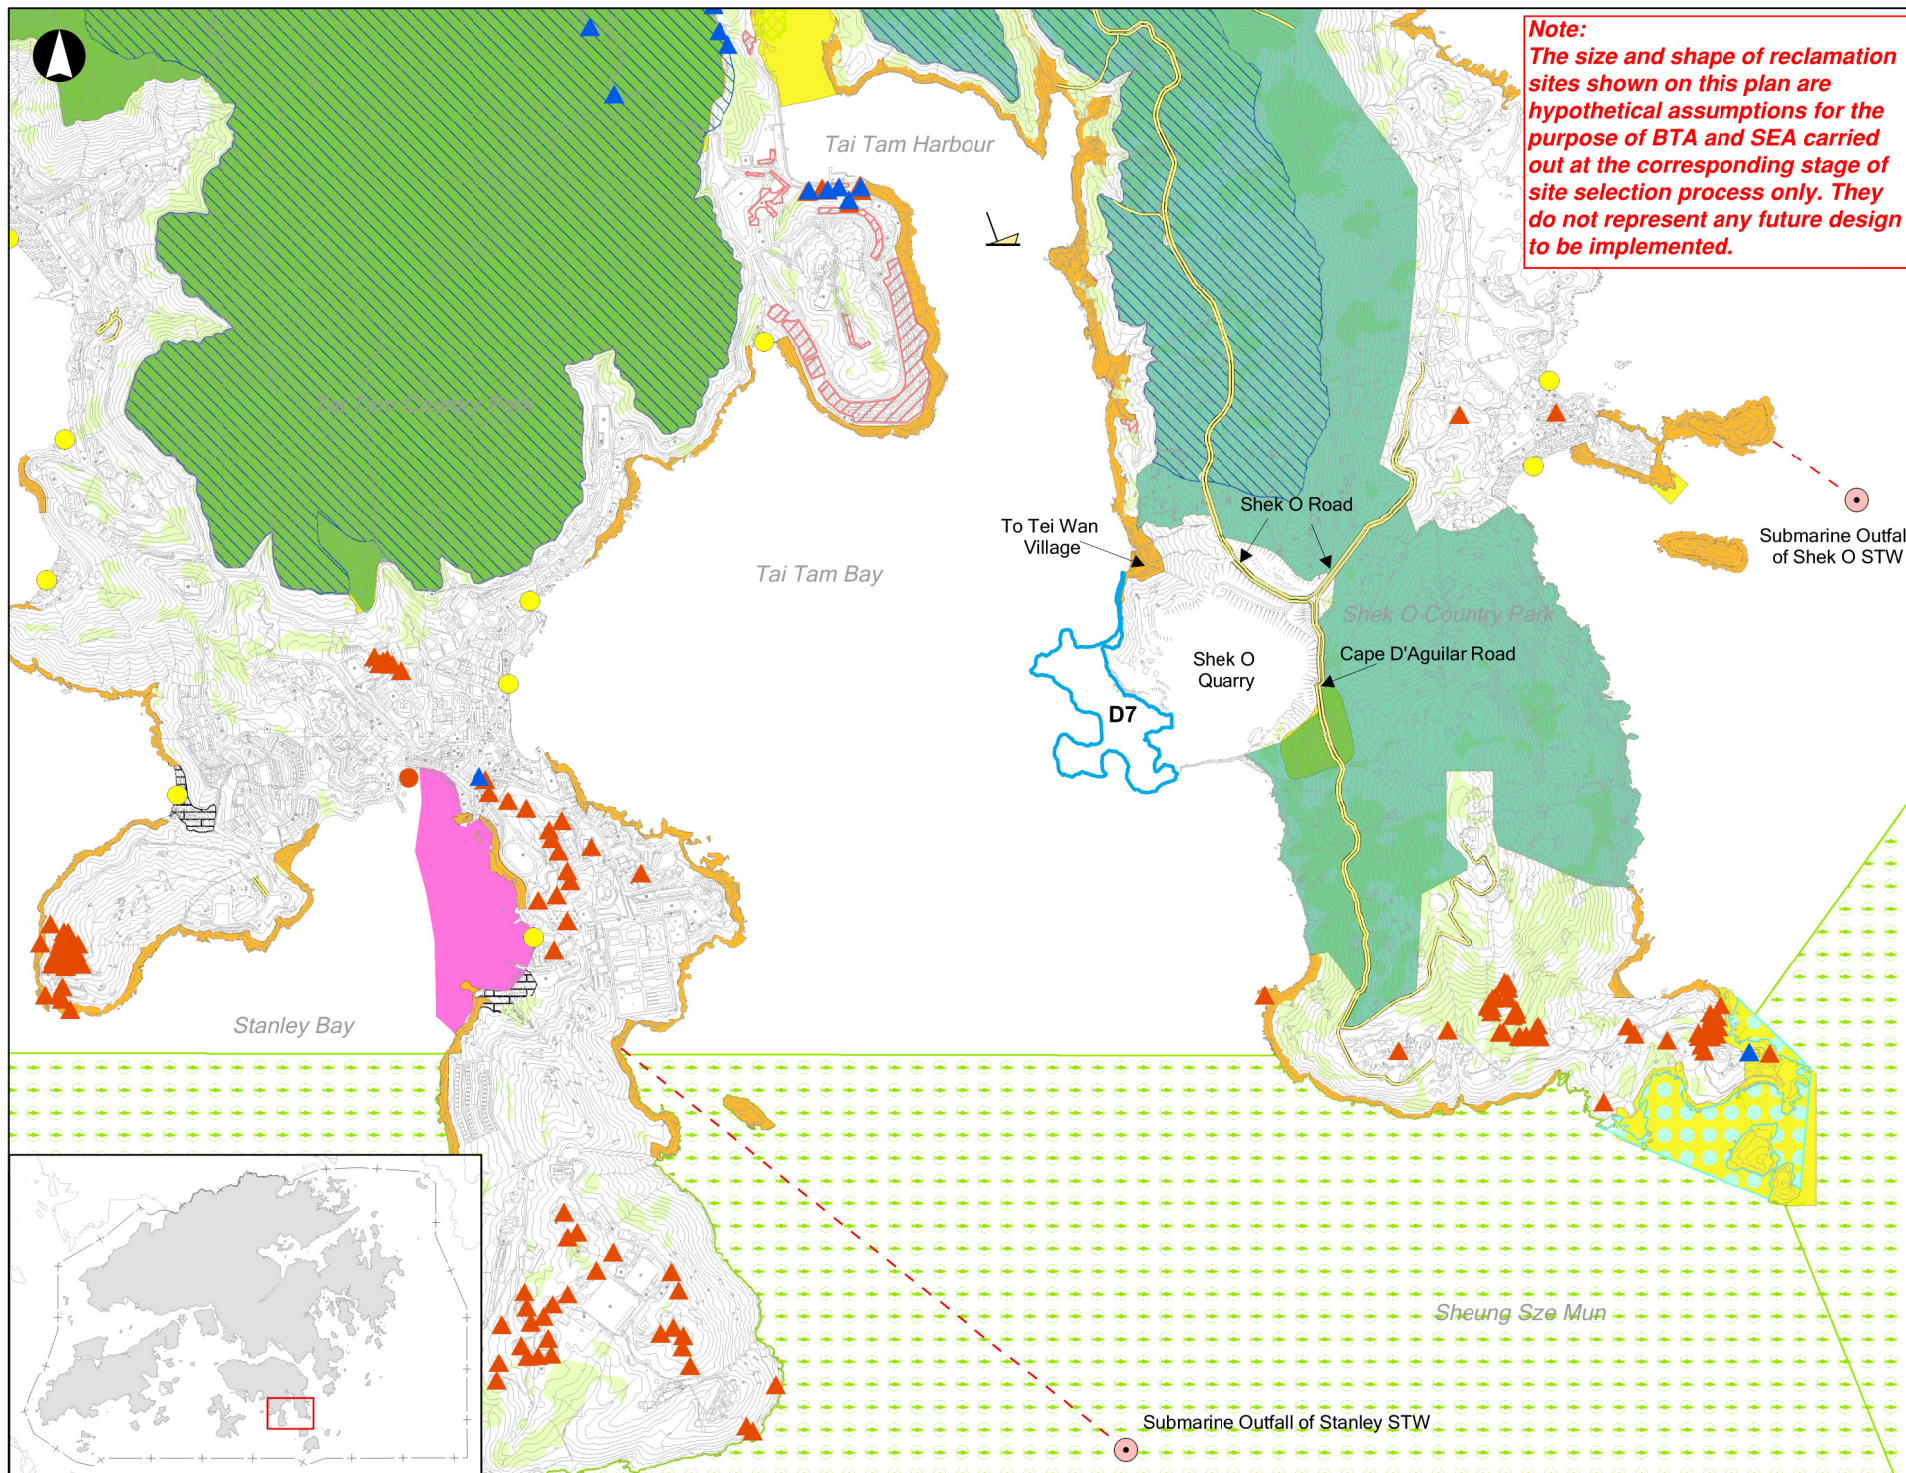 Note:
The size and shape of reclamation
sites shown on this plan are
hypothetical assumptions for the
purpose of BTA and SEA carried
out at the corresponding stage of
site selection process only. They
do not represent any future design
to be implemented.
Tai Tam Harbour
Tai Tam Country Park
Shek O Road
To Tei Wan
Village
Submarine Outfal
of Shek O STW
Tai Tam Bay
Shek O Country Park
Cape D'Aguilar Road
Shek O
Quarry
D7
Stanley Bay
Sheung Sze Mun
Submarine Outfall of Stanley STW